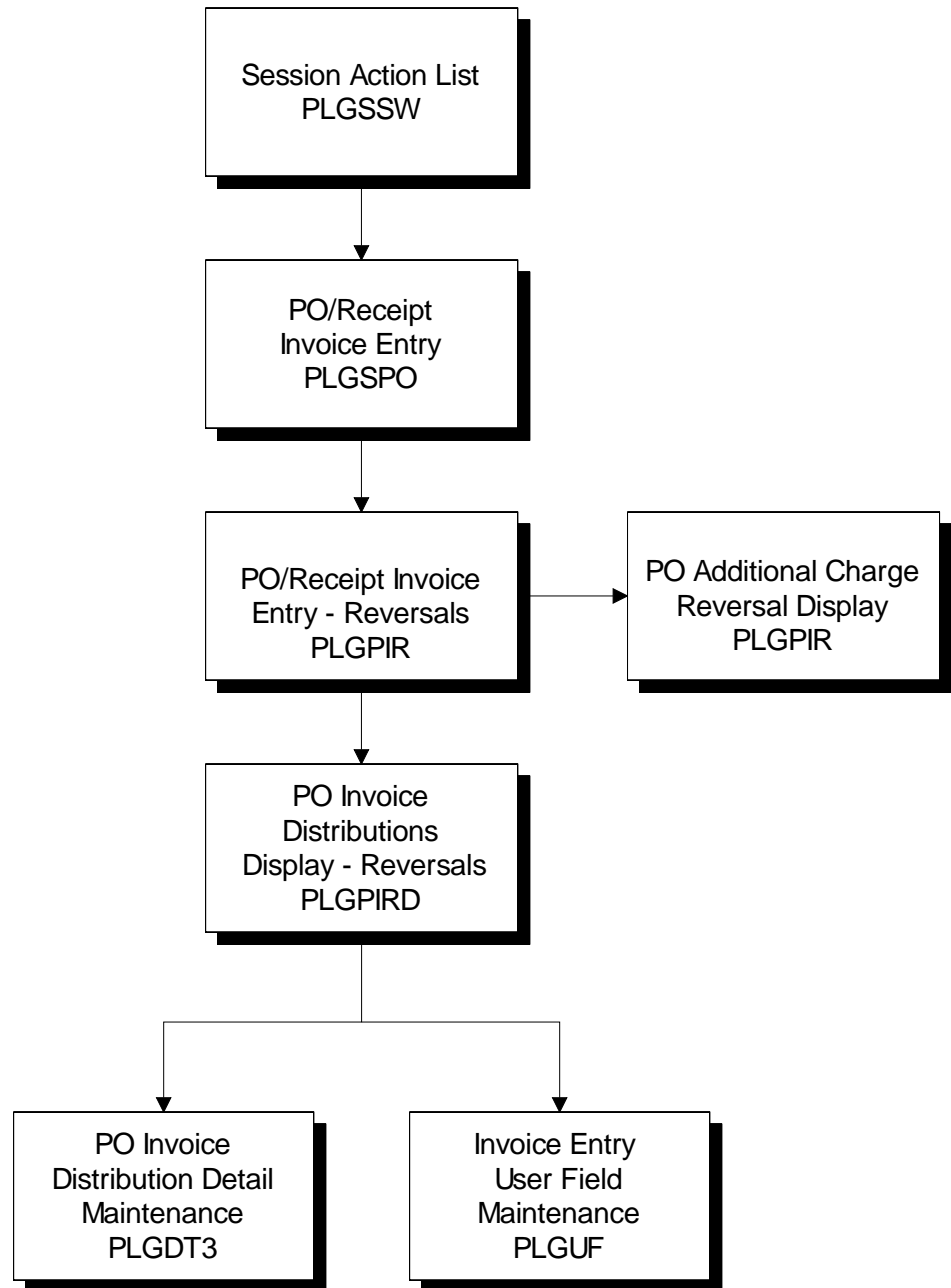 Session Action List
PLGSSW
PO/Receipt
Invoice Entry
PLGSPO
PO/Receipt Invoice
Entry - Reversals
PLGPIR
PO Additional Charge
Reversal Display
PLGPIR
PO Invoice
Distributions
Display - Reversals
PLGPIRD
PO Invoice
Distribution Detail
Maintenance
PLGDT3
Invoice Entry
User Field
Maintenance
PLGUF